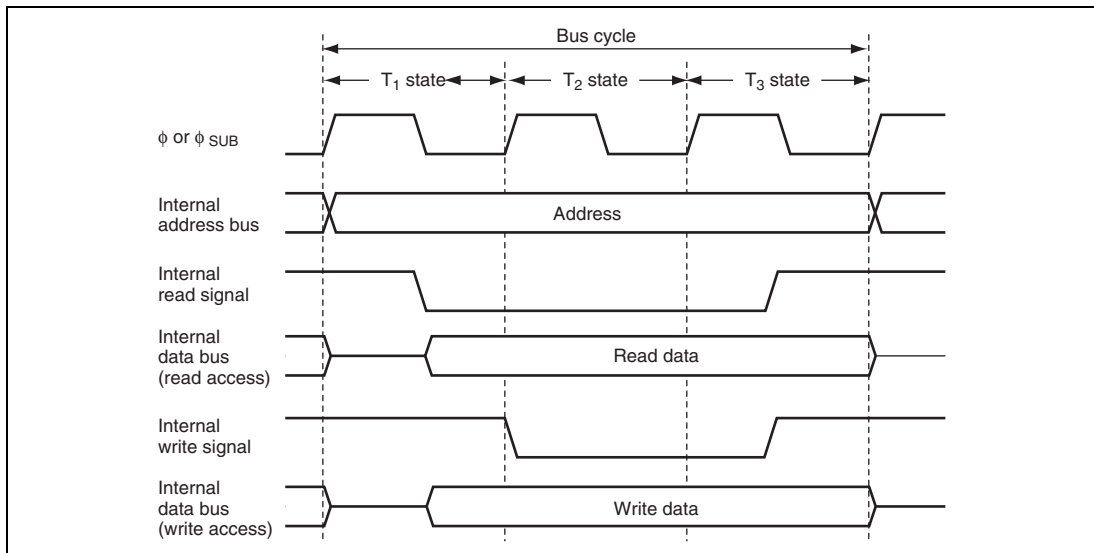 Bus cycle
T1 state
T2 state
T3 state
ϕ or ϕ SUB
Internal
address bus
Address
Internal
read signal
Internal
data bus
(read access)
Read data
Internal
write signal
Internal
data bus
(write access)
Write data